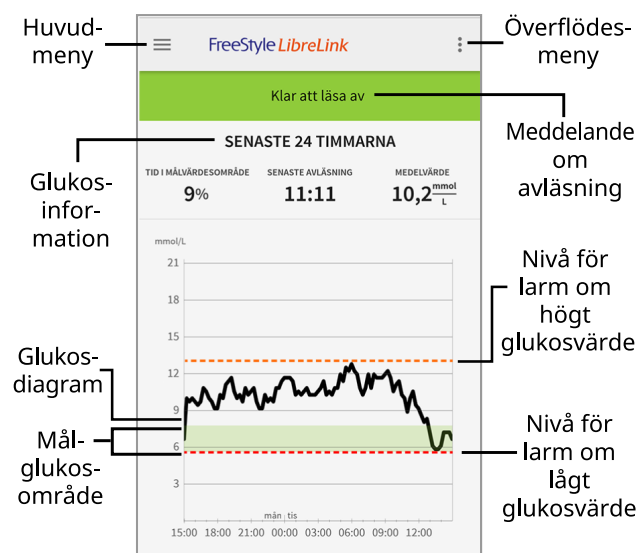 Huvud-
meny
FreeStyle LibreLink
Överflödes-
meny
Klar att läsa av
Meddelande
om
avläsning
SENASTE 24 TIMMARNA
Glukos-
infor-
mation
TID I MÅLVÄRDESOMRÅDE SENASTE AVLÄSNING MEDELVÄRDE
9% 11:11 10,2 mmol/L
mmol/L
21
18
15
12
9
6
3
Nivå för
larm om
högt
glukosvärde
Glukos-
diagram
Mål-
glukos-
område
Nivå för
larm om
lågt
glukosvärde
mån tis
15:00 18:00 21:00 00:00 03:00 06:00 09:00 12:00